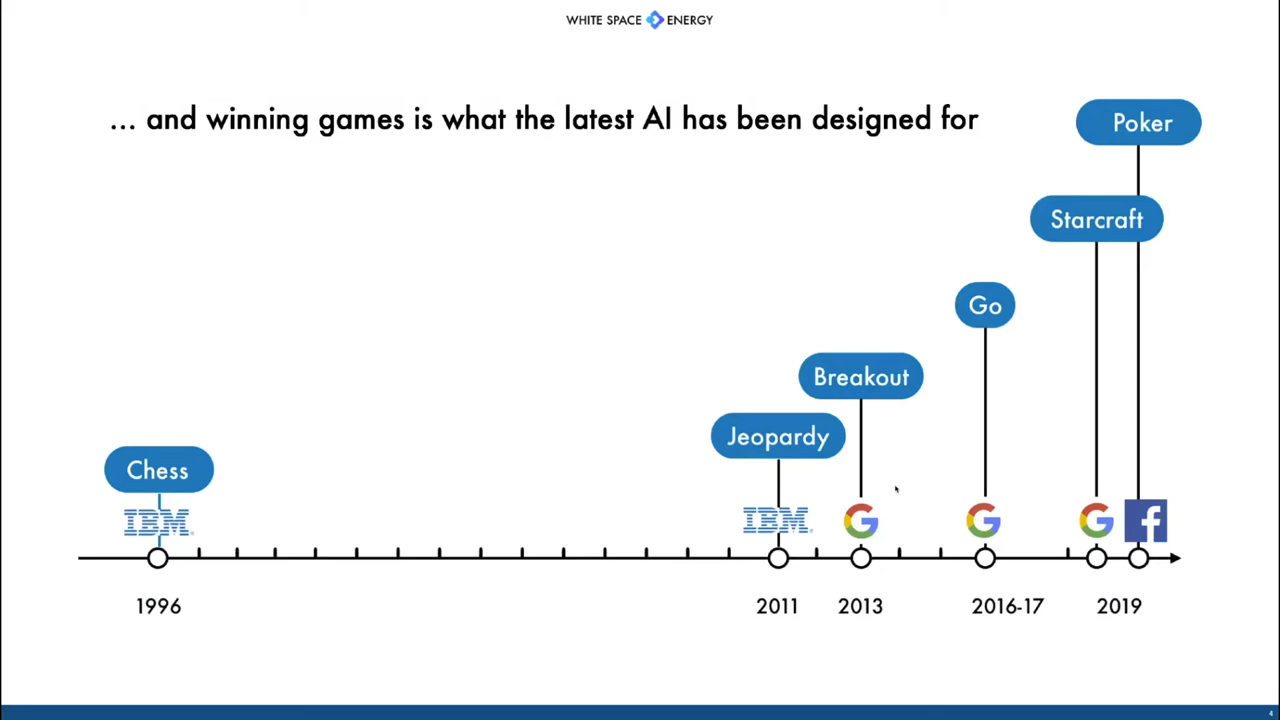 WHITE SPACE ENERGY
... and winning games is what the latest AI has been designed for
Poker
Starcraft
Go
Breakout
Jeopardy
Chess
IBM
IBM
G
G
G
f
1996
2011
2013
2016-17
2019
4